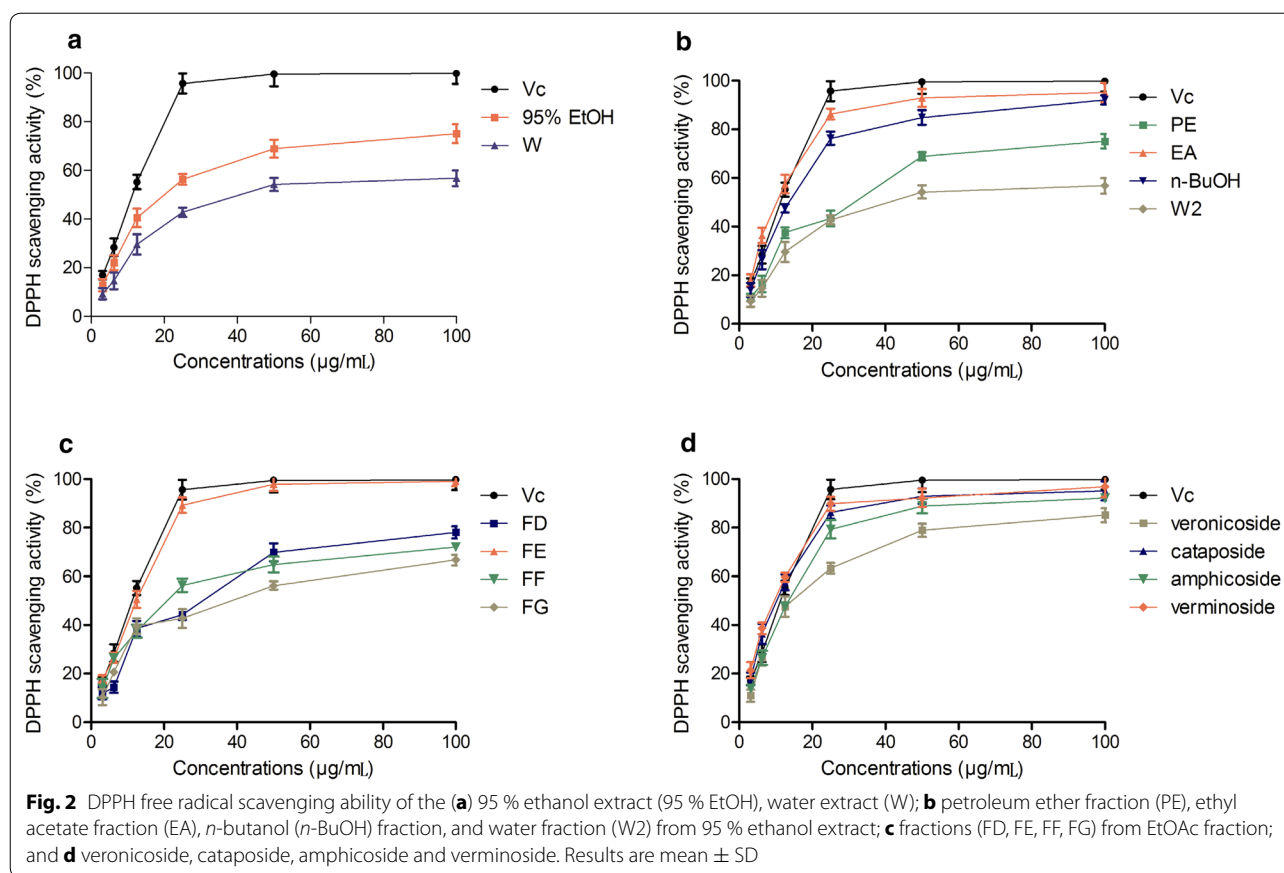 a
DPPH scavenging activity (%)
100
80
60
40
20
0
0 20 40 60 80 100
Concentrations (µg/mL)
Vc
95% EtOH
W
b
DPPH scavenging activity (%)
100
80
60
40
20
0
0 20 40 60 80 100
Concentrations (µg/mL)
Vc
PE
EA
n-BuOH
W2
c
DPPH scavenging activity (%)
100
80
60
40
20
0
0 20 40 60 80 100
Concentrations (µg/mL)
Vc
FD
FE
FF
FG
d
DPPH scavenging activity (%)
100
80
60
40
20
0
0 20 40 60 80 100
Concentrations (µg/mL)
Vc
veronicoside
cataposide
amphicoside
verminoside
Fig. 2 DPPH free radical scavenging ability of the (a) 95 % ethanol extract (95 % EtOH), water extract (W); b petroleum ether fraction (PE), ethyl
acetate fraction (EA), n-butanol (n-BuOH) fraction, and water fraction (W2) from 95 % ethanol extract; c fractions (FD, FE, FF, FG) from EtOAc fraction;
and d veronicoside, cataposide, amphicoside and verminoside. Results are mean ± SD